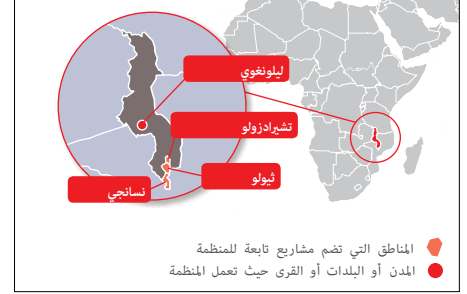 ليلونغوي
تشيرادزولو
ثيولو
نسانجي
المناطق التي تضم مشاريع تابعة للمنظمة
المدن أو البلدات أو القرى حيث تعمل المنظمة